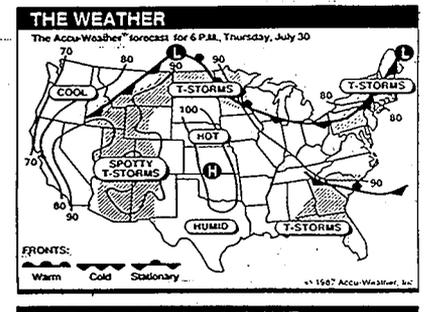 THE WEATHER
The Accu-Weather™ forecast for 6 P.M., Thursday, July 30
70
80
90
90
L
L
COOL
T-STORMS
T-STORMS
80
80
100
HOT
70
SPOTTY
T-STORMS
H
90
80
90
HUMID
T-STORMS
FRONTS:
Warm
Cold
Stationary
© 1987 Accu-Weather, Inc